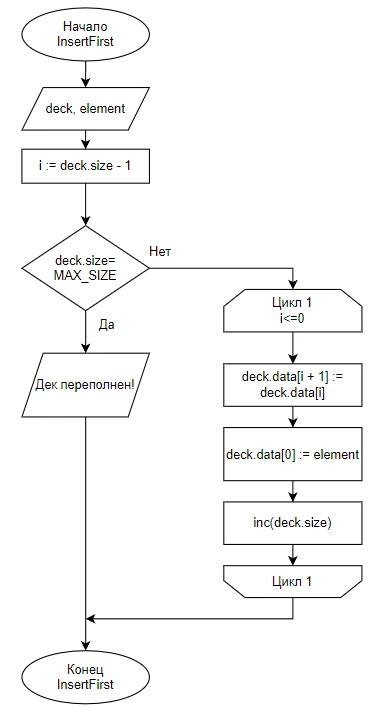 Начало
InsertFirst
deck, element
i := deck.size - 1
deck.size=
MAX_SIZE
Нет
Да
Дек переполнен!
Цикл 1
i<=0
deck.data[i + 1] :=
deck.data[i]
deck.data[0] := element
inc(deck.size)
Цикл 1
Конец
InsertFirst